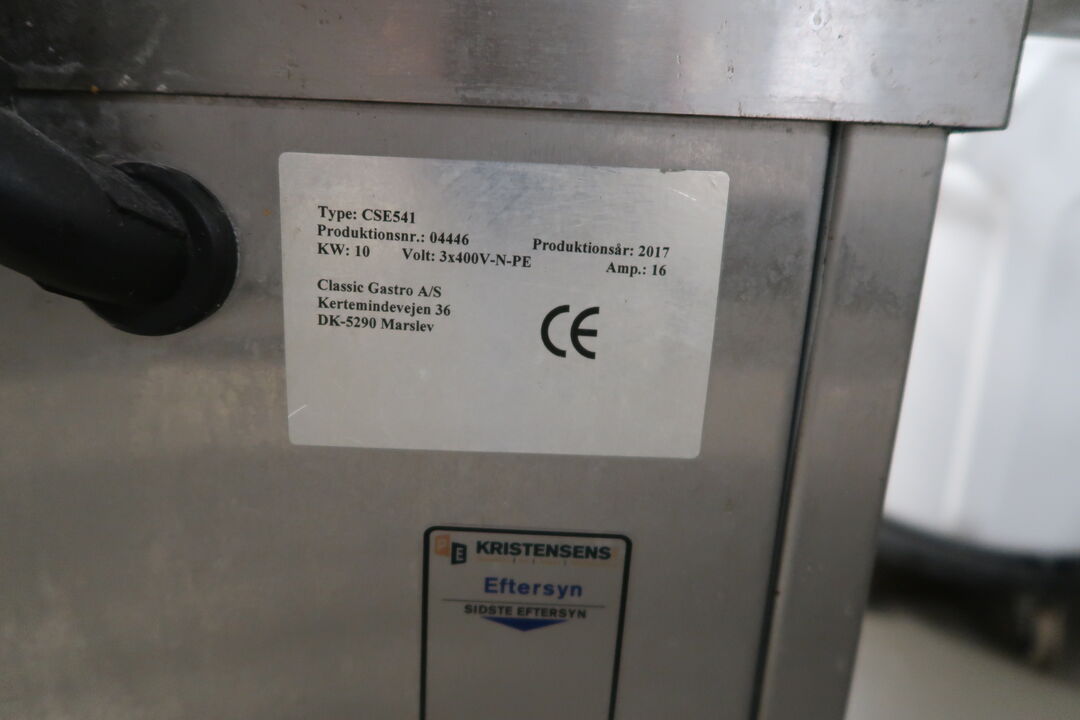 Type: CSE541
Produktionsnr.: 04446 Produktionsår: 2017
KW: 10 Volt: 3x400V-N-PE Amp.: 16
Classic Gastro A/S
Kertemindevejen 36
DK-5290 Marslev
CE
PE KRISTENSENS
Eftersyn
SIDSTE EFTERSYN